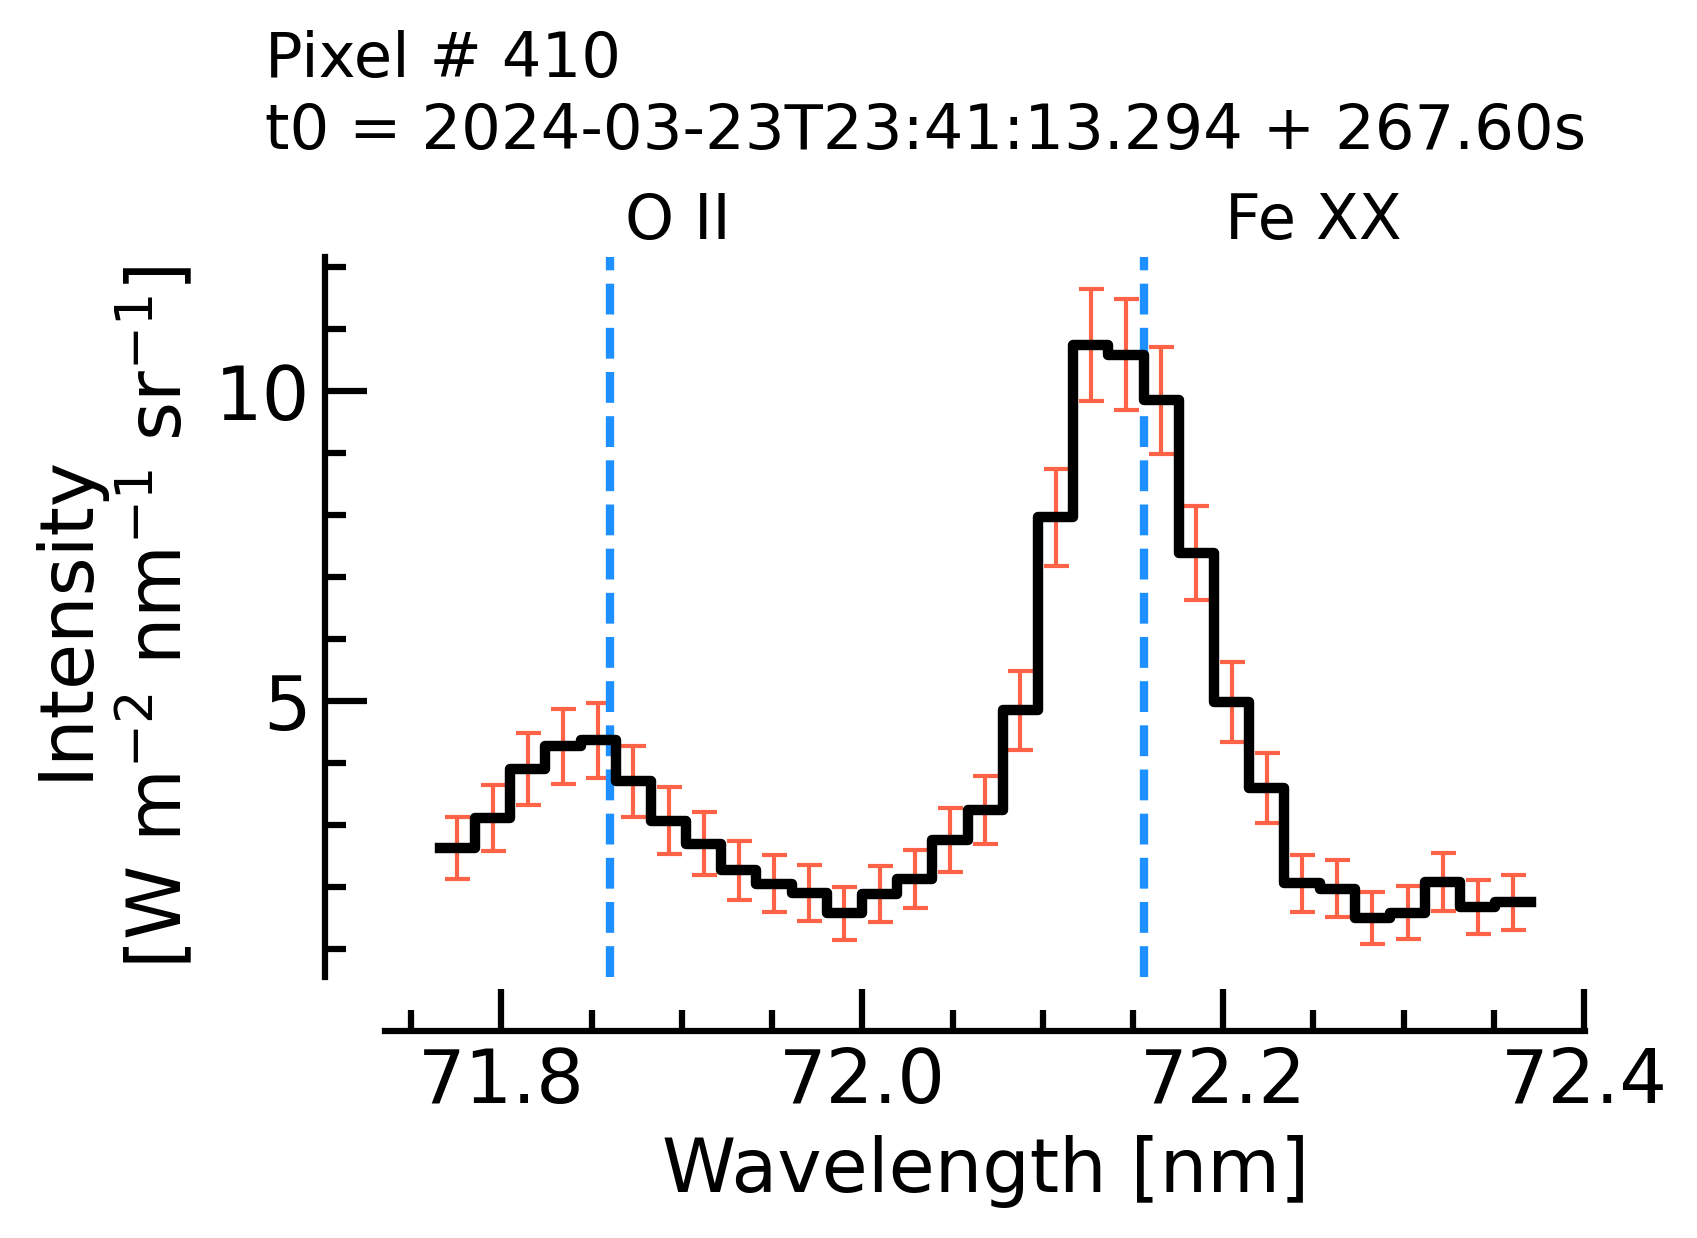 Pixel # 410
t0 = 2024-03-23T23:41:13.294 + 267.60s
O II
Fe XX
Intensity
[W m⁻² nm⁻¹ sr⁻¹]
10
5
71.8
72.0
72.2
72.4
Wavelength [nm]